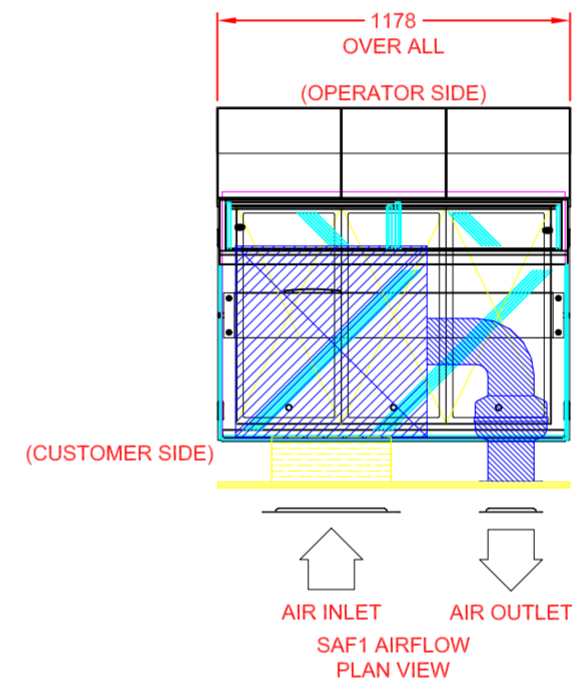 1178
OVER ALL
(OPERATOR SIDE)
(CUSTOMER SIDE)
AIR INLET
AIR OUTLET
SAF1 AIRFLOW
PLAN VIEW